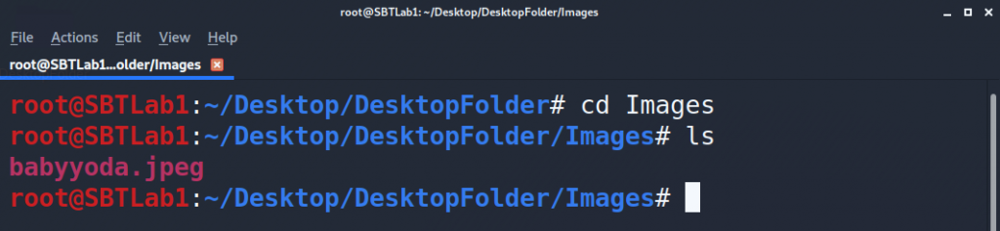 root@SBTLab1: ~/Desktop/DesktopFolder/Images
File Actions Edit View Help
root@SBTLab1...older/Images
root@SBTLab1:~/Desktop/DesktopFolder# cd Images
root@SBTLab1:~/Desktop/DesktopFolder/Images# ls
babyyoda.jpeg
root@SBTLab1:~/Desktop/DesktopFolder/Images#